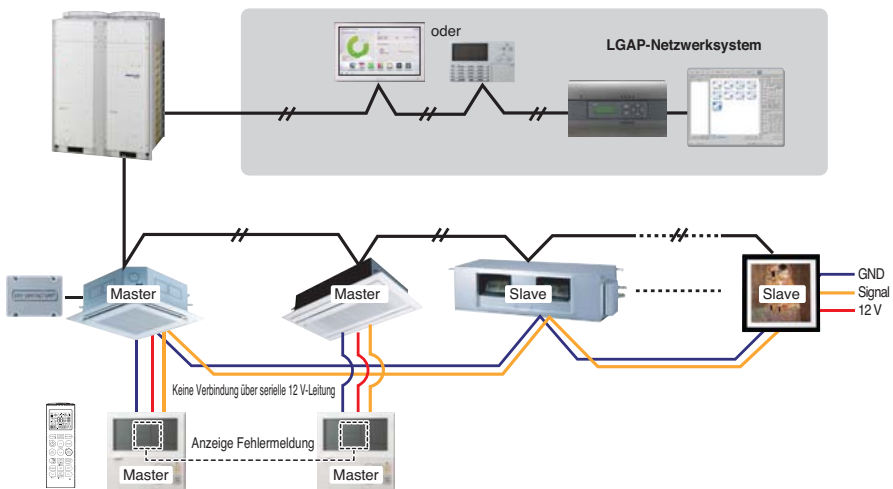 oder
LGAP-Netzwerksystem
Master
Master
Slave
Slave
GND
Signal
12 V
Keine Verbindung über serielle 12 V-Leitung
Anzeige Fehlermeldung
Master
Master